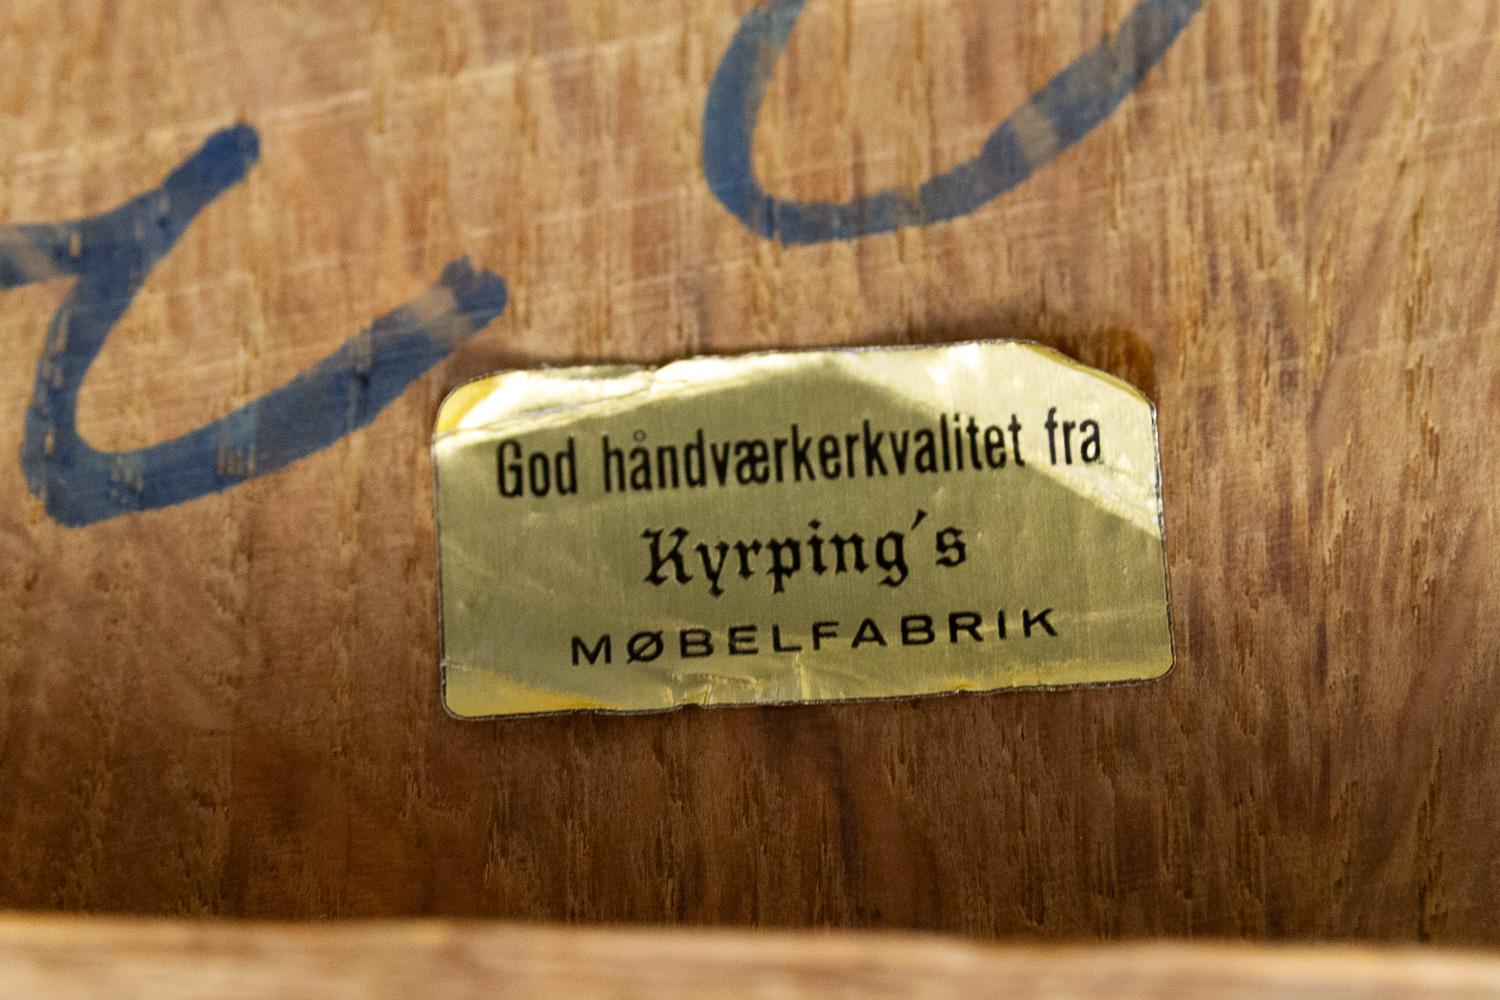 God håndværkerkvalitet fra
Kyrping´s
MØBELFABRIK